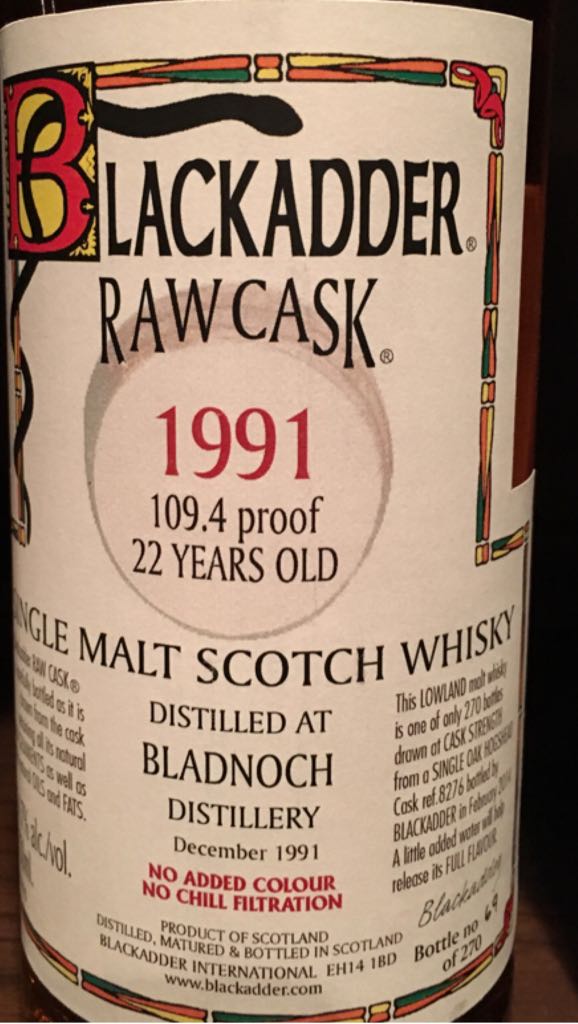 BLACKADDER®
RAW CASK®
1991
109.4 proof
22 YEARS OLD
SINGLE MALT SCOTCH WHISKY
RAW CASK®
bottled as it is
from the cask
all its natural
as well as
OILS and FATS.
alc./vol.
DISTILLED AT
BLADNOCH
DISTILLERY
December 1991
NO ADDED COLOUR
NO CHILL FILTRATION
This LOWLAND malt whisky
is one of only 270 bottles
drawn at CASK STRENGTH
from a SINGLE OAK HOGSHEAD
Cask ref.8276 bottled by
BLACKADDER in February 2014
A little added water will help
release its FULL FLAVOUR.
Blackadder
Bottle no 69
of 270
PRODUCT OF SCOTLAND
DISTILLED, MATURED & BOTTLED IN SCOTLAND
BLACKADDER INTERNATIONAL EH14 1BD
www.blackadder.com